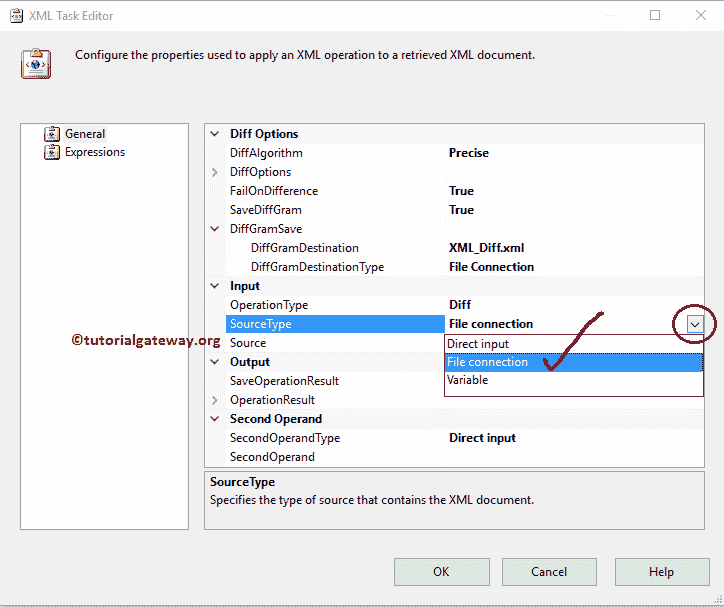 XML Task Editor
Configure the properties used to apply an XML operation to a retrieved XML document.
General
Expressions
Diff Options
DiffAlgorithm Precise
DiffOptions
FailOnDifference True
SaveDiffGram True
DiffGramSave
DiffGramDestination XML_Diff.xml
DiffGramDestinationType File Connection
Input
OperationType Diff
SourceType File connection
Source Direct input
©tutorialgateway.org
Output File connection
SaveOperationResult Variable
OperationResult
Second Operand
SecondOperandType Direct input
SecondOperand
SourceType
Specifies the type of source that contains the XML document.
OK Cancel Help